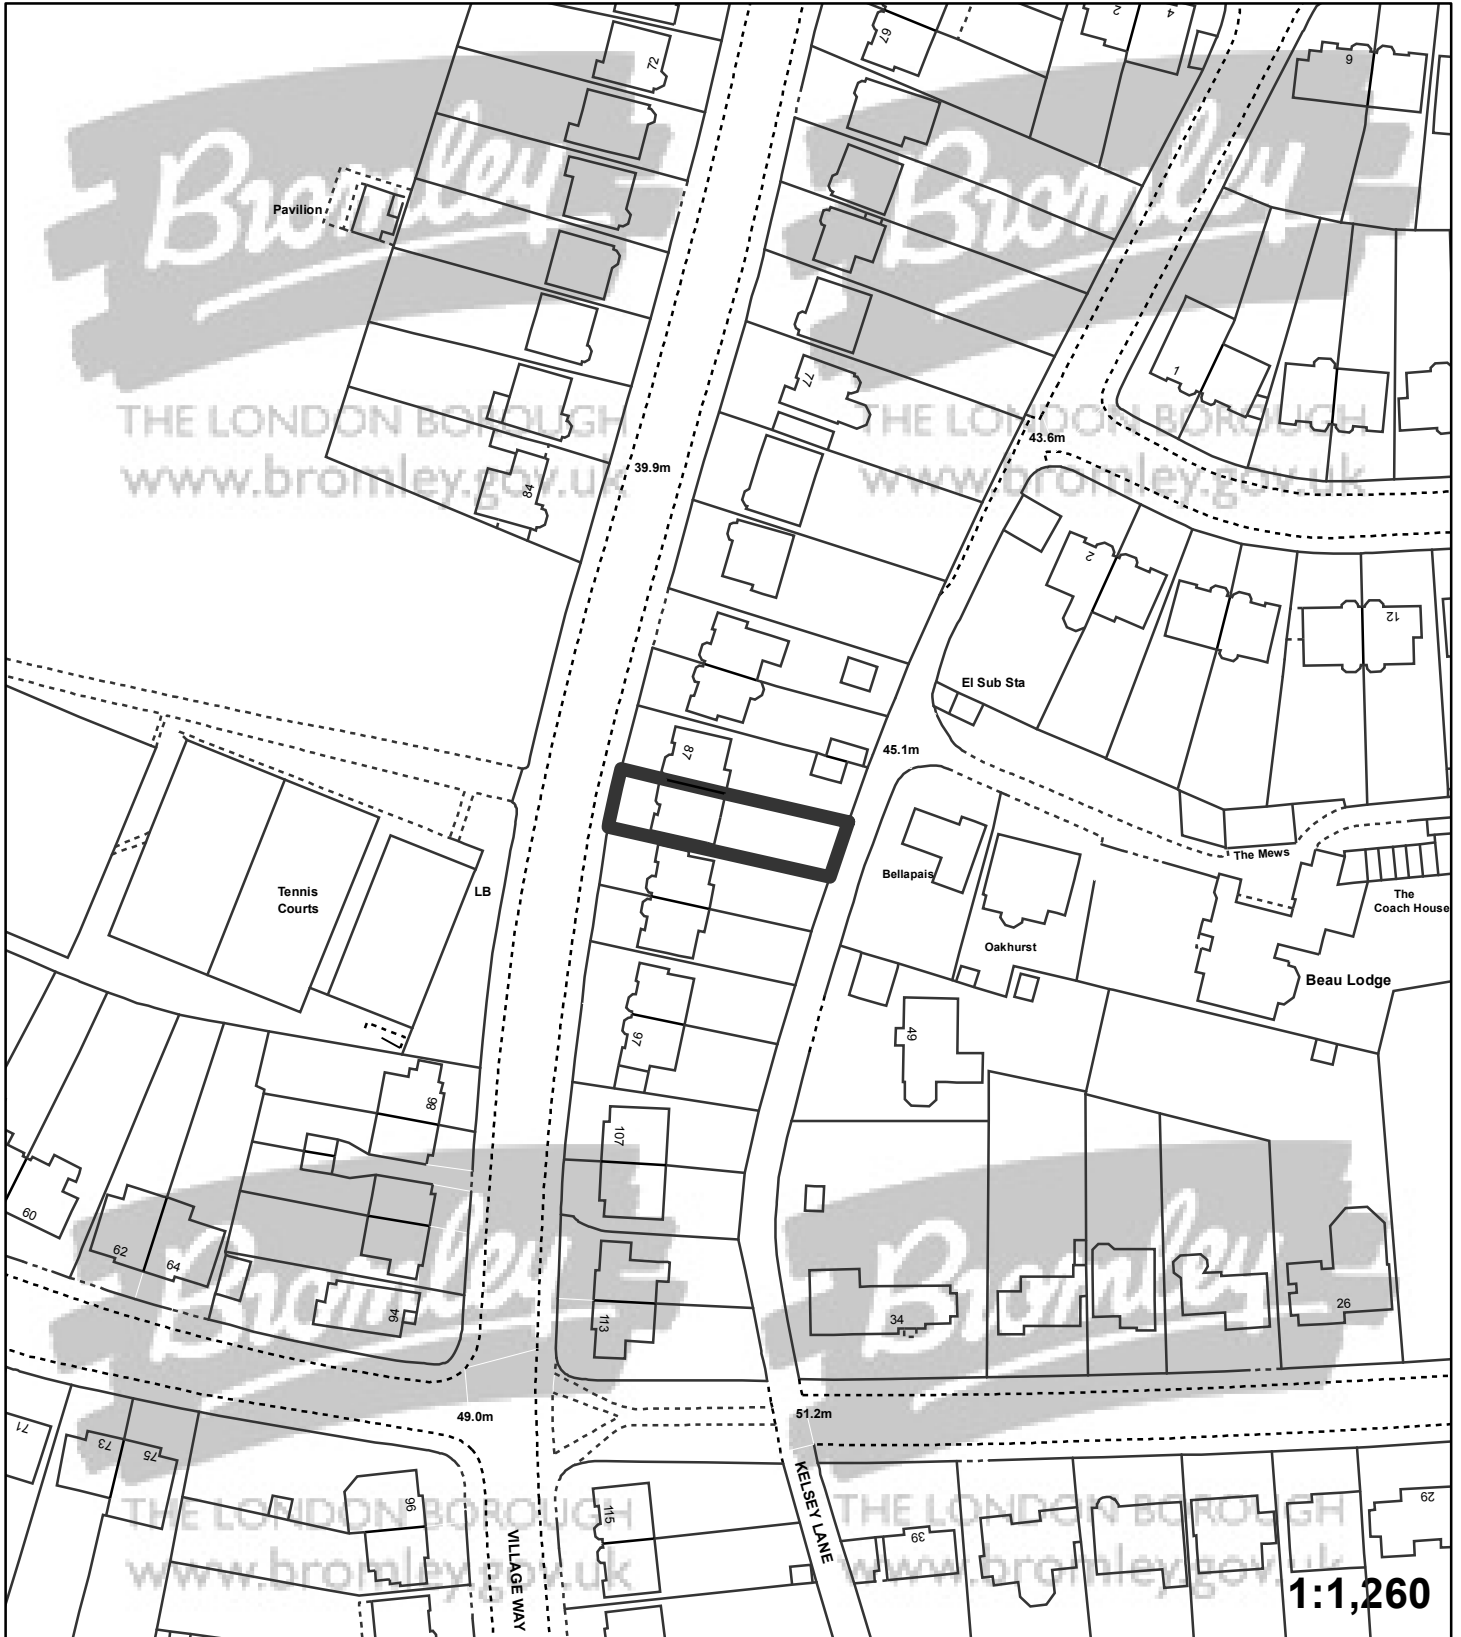 67
2
4
6
72
Bromley
Bromley
Pavilion
1
77
THE LONDON BOROUGH
www.bromley.gov.uk
THE LONDON BOROUGH
www.bromley.gov.uk
43.6m
39.9m
84
2
12
El Sub Sta
87
45.1m
The Mews
Bellapais
Tennis
Courts
LB
The
Coach House
Oakhurst
Beau Lodge
49
97
86
107
60
62
64
Bromley
Bromley
94
113
34
26
49.0m
51.2m
71
73
75
96
115
KELSEY LANE
VILLAGE WAY
39
29
THE LONDON BOROUGH
www.bromley.gov.uk
THE LONDON BOROUGH
www.bromley.gov.uk
1:1,260